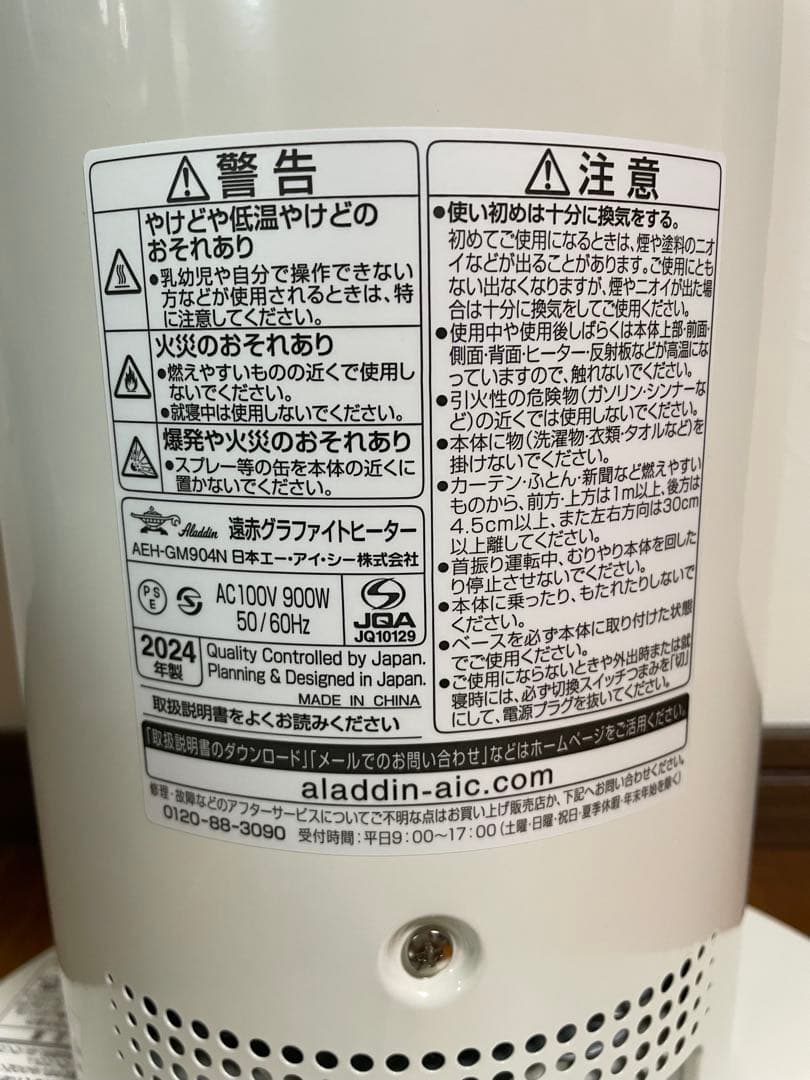 警告
やけどや低温やけどの
おそれあり
●乳幼児や自分で操作できない
方などが使用されるときは、特
に注意してください。
火災のおそれあり
●燃えやすいものの近くで使用し
ないでください。
●就寝中は使用しないでください。
爆発や火災のおそれあり
●スプレー等の缶を本体の近くに
置かないでください。
Aladdin 遠赤グラファイトヒーター
AEH-GM904N 日本エー・アイ・シー株式会社
PSE
AC100V 900W
50/60Hz
JQA
JQ10129
2024
年製
Quality Controlled by Japan.
Planning & Designed in Japan.
MADE IN CHINA
取扱説明書をよくお読みください
注意
●使い初めは十分に換気をする。
初めてご使用になるときは、煙や塗料のニオ
イなどが出ることがあります。ご使用にとも
ない出なくなりますが、煙やニオイが出た場
合は十分に換気をしてご使用ください。
●使用中や使用後しばらくは本体上部・前面・
側面・背面・ヒーター・反射板などが高温にな
っていますので、触れないでください。
●引火性の危険物(ガソリン・シンナーな
ど)の近くでは使用しないでください。
●本体に物(洗濯物・衣類・タオルなど)を
掛けないでください。
●カーテン・ふとん・新聞など燃えやすい
ものから、前方・上方は1m以上、後方は
4.5cm以上、また左右方向は30cm
以上離してください。
●首振り運転中、むりやり本体を回した
り停止させないでください。
●本体に乗ったり、もたれたりしないで
ください。
●ベースを必ず本体に取り付けた状態
でご使用ください。
●ご使用にならないときや外出時または就
寝時には、必ず切換スイッチつまみを「切」
にして、電源プラグを抜いてください。
「取扱説明書のダウンロード」「メールでのお問い合わせ」などはホームページをご活用ください。
aladdin-aic.com
修理・故障などのアフターサービスについてご不明な点はお買い上げ販売店か、下記へお問い合わせください。
0120-88-3090 受付時間:平日9:00〜17:00(土曜・日曜・祝日・夏季休暇・年末年始を除く)